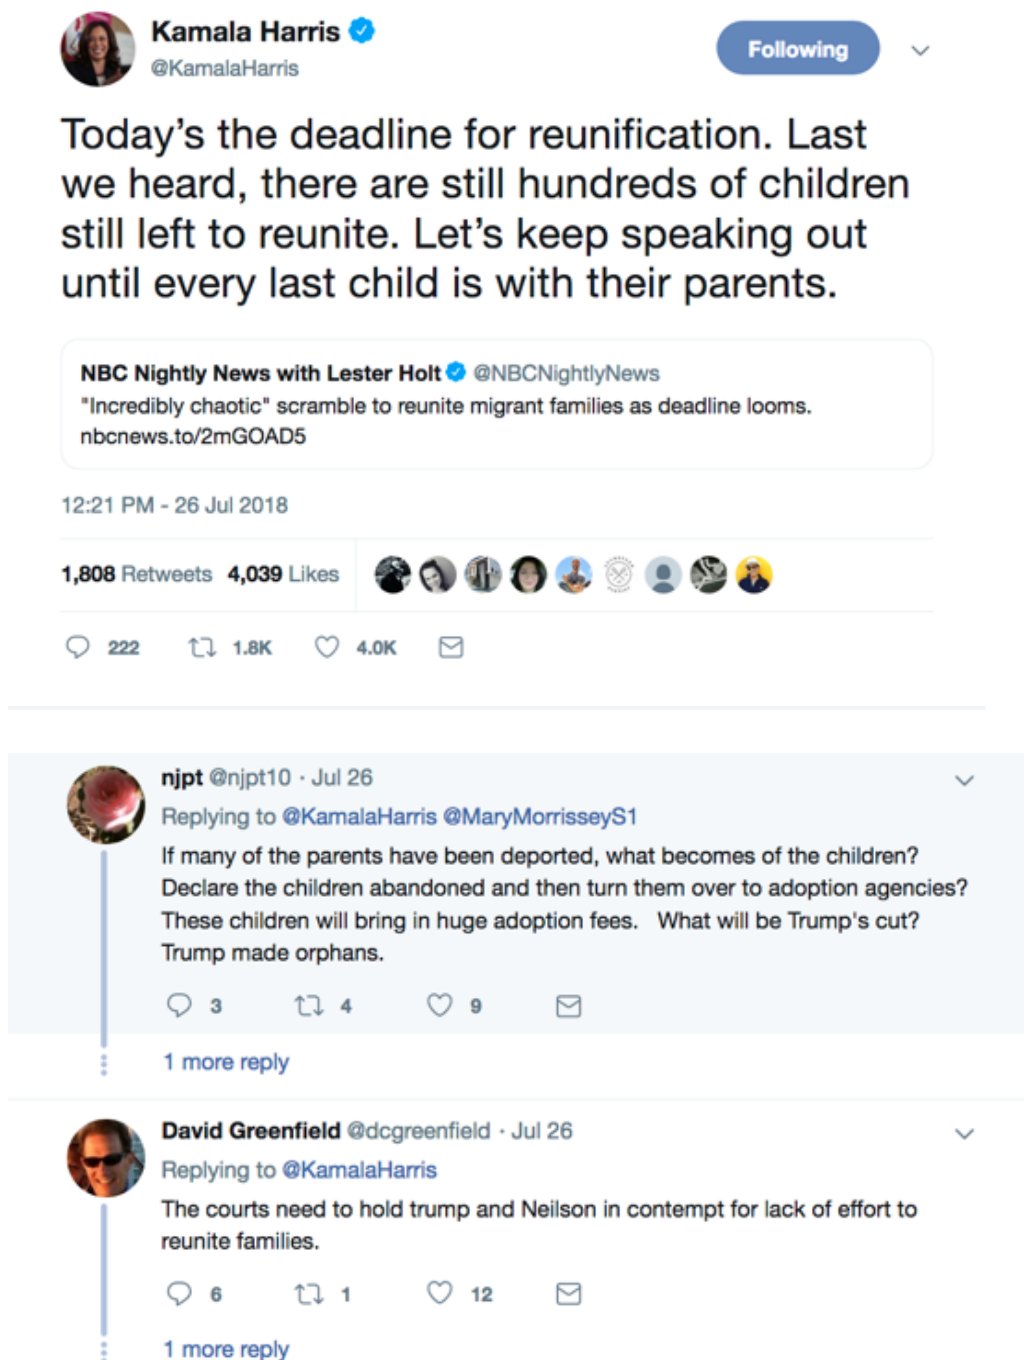 Kamala Harris
@KamalaHarris
Following
Today's the deadline for reunification. Last
we heard, there are still hundreds of children
still left to reunite. Let's keep speaking out
until every last child is with their parents.
NBC Nightly News with Lester Holt @NBCNightlyNews
"Incredibly chaotic" scramble to reunite migrant families as deadline looms.
nbcnews.to/2mGOAD5
12:21 PM - 26 Jul 2018
1,808 Retweets 4,039 Likes
222 1.8K 4.0K
njpt @njpt10 · Jul 26
Replying to @KamalaHarris @MaryMorrisseyS1
If many of the parents have been deported, what becomes of the children?
Declare the children abandoned and then turn them over to adoption agencies?
These children will bring in huge adoption fees. What will be Trump's cut?
Trump made orphans.
3 4 9
1 more reply
David Greenfield @dcgreenfield · Jul 26
Replying to @KamalaHarris
The courts need to hold trump and Neilson in contempt for lack of effort to
reunite families.
6 1 12
1 more reply